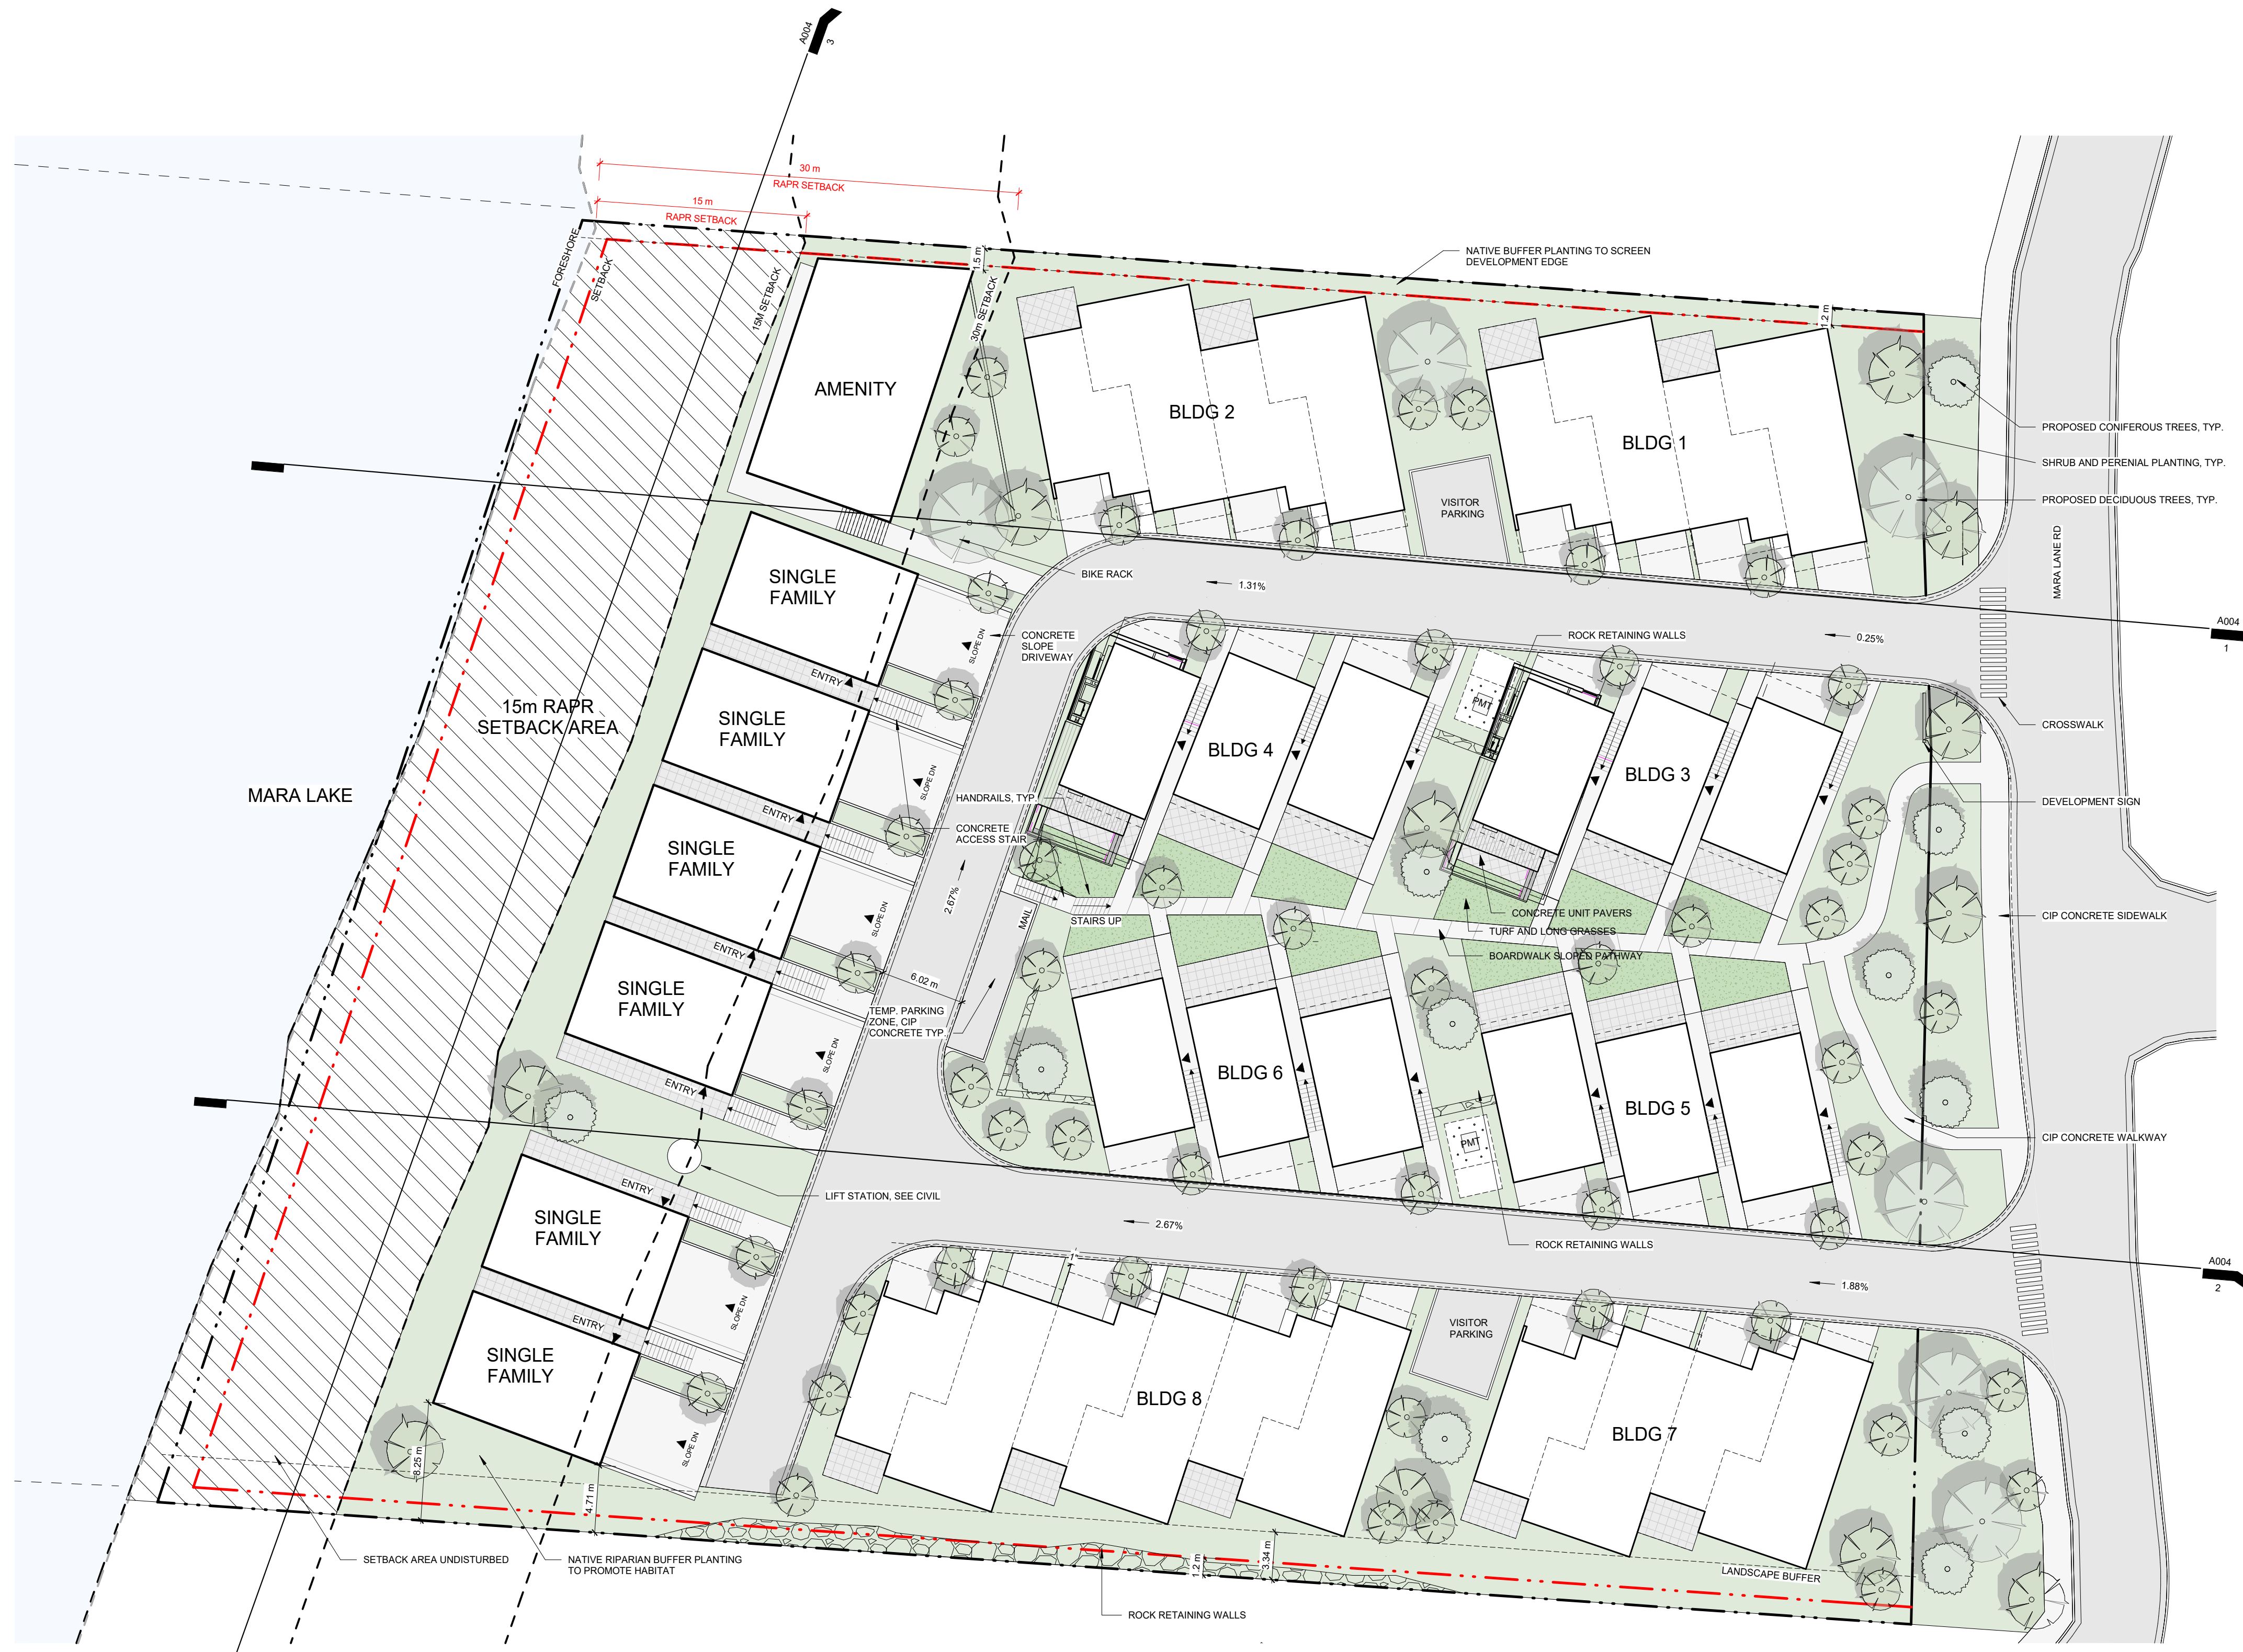 A004
3
30 m
RAPR SETBACK
15 m
RAPR SETBACK
FORESHORE
SETBACK
15M SETBACK
1.5 m
30m SETBACK
NATIVE BUFFER PLANTING TO SCREEN
DEVELOPMENT EDGE
1.2 m
AMENITY
BLDG 2
BLDG 1
VISITOR
PARKING
PROPOSED CONIFEROUS TREES, TYP.
SHRUB AND PERENIAL PLANTING, TYP.
PROPOSED DECIDUOUS TREES, TYP.
MARA LANE RD
BIKE RACK
1.31%
0.25%
A004
1
SINGLE
FAMILY
SLOPE DN
CONCRETE
SLOPE
DRIVEWAY
ROCK RETAINING WALLS
ENTRY
PMT
15m RAPR
SETBACK AREA
SINGLE
FAMILY
SLOPE DN
BLDG 4
BLDG 3
CROSSWALK
MARA LAKE
HANDRAILS, TYP.
DEVELOPMENT SIGN
ENTRY
CONCRETE
ACCESS STAIR
SINGLE
FAMILY
SLOPE DN
2.67%
MAIL
STAIRS UP
CONCRETE UNIT PAVERS
TURF AND LONG GRASSES
BOARDWALK SLOPED PATHWAY
CIP CONCRETE SIDEWALK
ENTRY
6.02 m
SINGLE
FAMILY
SLOPE DN
TEMP. PARKING
ZONE, CIP
CONCRETE TYP.
BLDG 6
BLDG 5
ENTRY
PMT
CIP CONCRETE WALKWAY
LIFT STATION, SEE CIVIL
ENTRY
SINGLE
FAMILY
SLOPE DN
2.67%
ROCK RETAINING WALLS
A004
2
1.88%
ENTRY
SINGLE
FAMILY
SLOPE DN
VISITOR
PARKING
BLDG 8
BLDG 7
8.25 m
4.71 m
1.2 m
3.34 m
LANDSCAPE BUFFER
SETBACK AREA UNDISTURBED
NATIVE RIPARIAN BUFFER PLANTING
TO PROMOTE HABITAT
ROCK RETAINING WALLS